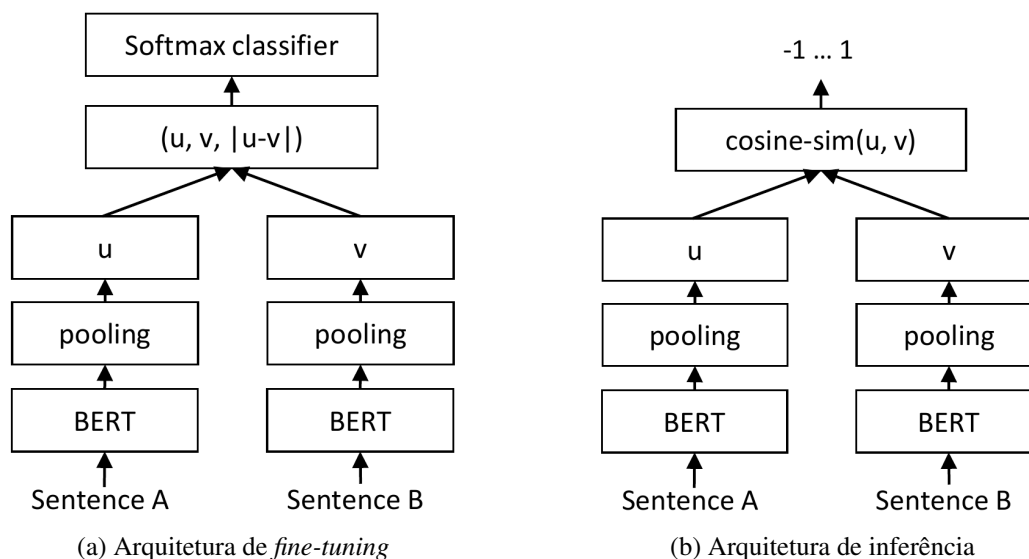 Softmax classifier
(u, v, |u-v|)
u
v
pooling
pooling
BERT
BERT
Sentence A
Sentence B
(a) Arquitetura de fine-tuning
-1 ... 1
cosine-sim(u, v)
u
v
pooling
pooling
BERT
BERT
Sentence A
Sentence B
(b) Arquitetura de inferência